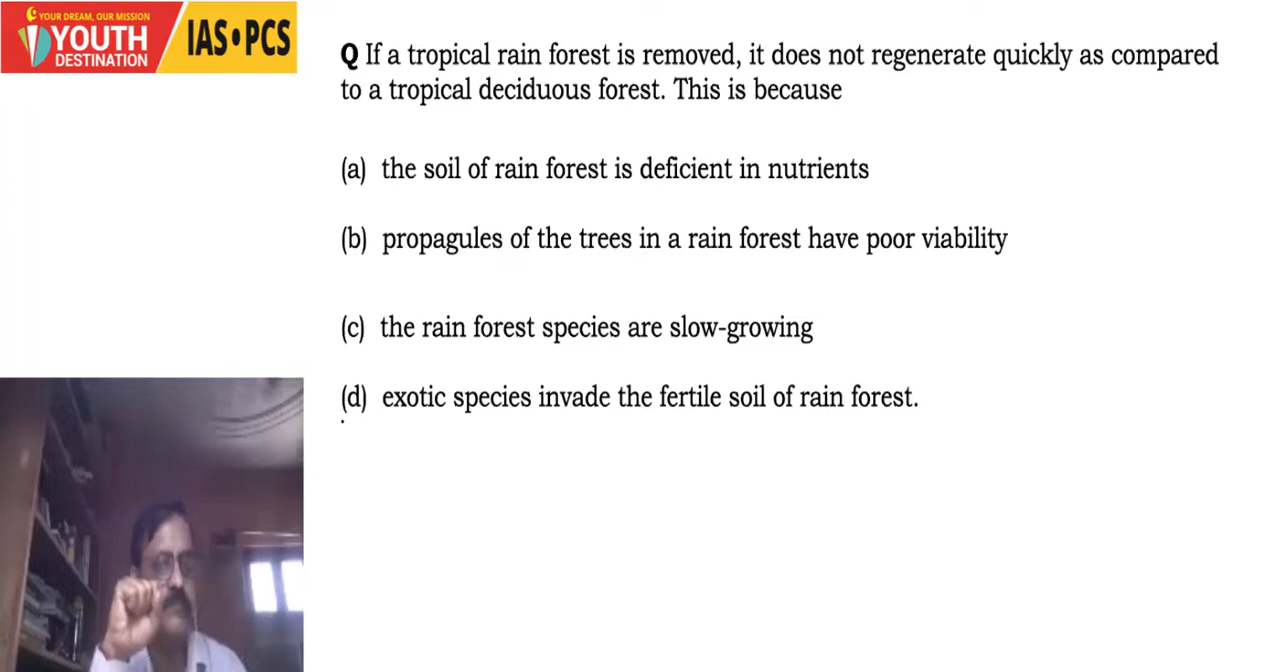 YOUR DREAM, OUR MISSION
YOUTH
DESTINATION
IAS•PCS
Q If a tropical rain forest is removed, it does not regenerate quickly as compared
to a tropical deciduous forest. This is because
(a) the soil of rain forest is deficient in nutrients
(b) propagules of the trees in a rain forest have poor viability
(c) the rain forest species are slow-growing
(d) exotic species invade the fertile soil of rain forest.